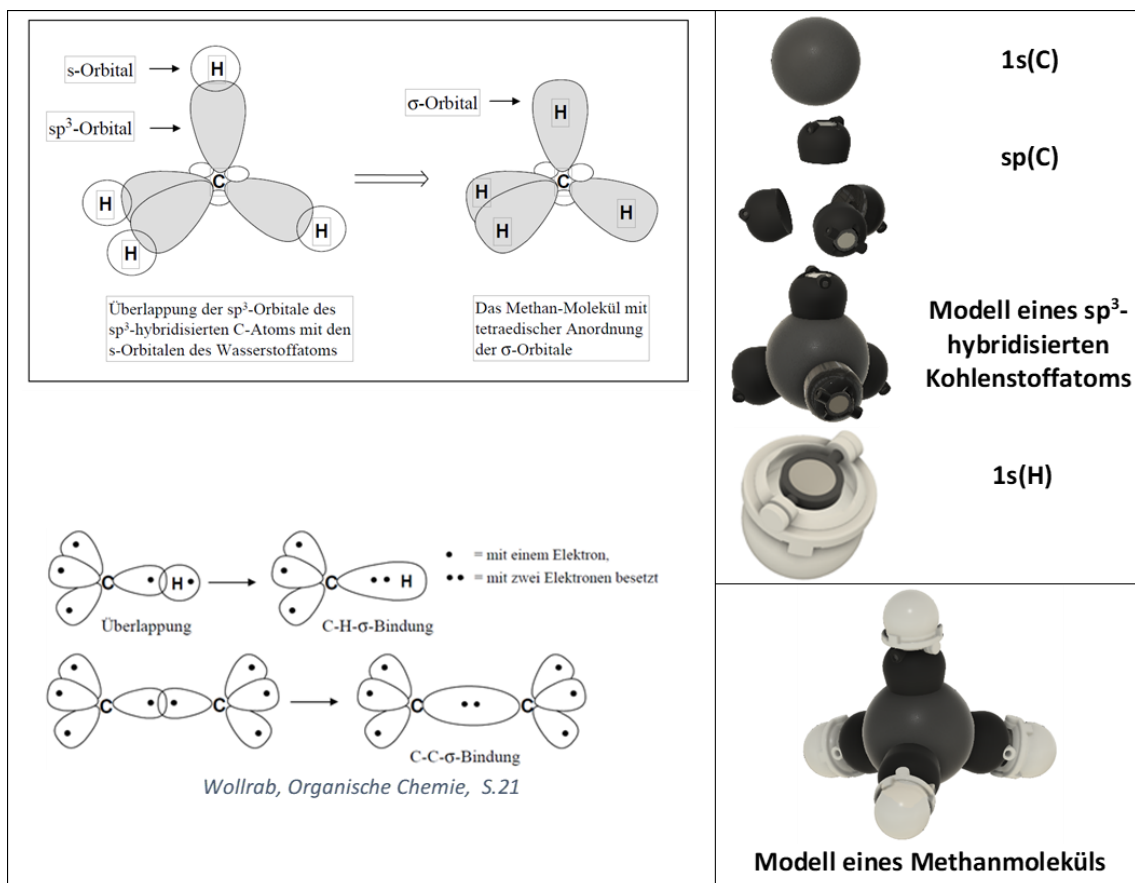 s-Orbital
H
sp³-Orbital
C
H
H
H
σ-Orbital
H
C
H
H
H
Überlappung der sp³-Orbitale des
sp³-hybridisierten C-Atoms mit den
s-Orbitalen des Wasserstoffatoms
Das Methan-Molekül mit
tetraedischer Anordnung
der σ-Orbitale
C
H
C
H
• = mit einem Elektron,
•• = mit zwei Elektronen besetzt
Überlappung
C-H-σ-Bindung
C
C
C
C
C-C-σ-Bindung
Wollrab, Organische Chemie, S.21
1s(C)
sp(C)
Modell eines sp³-
hybridisierten
Kohlenstoffatoms
1s(H)
Modell eines Methanmoleküls